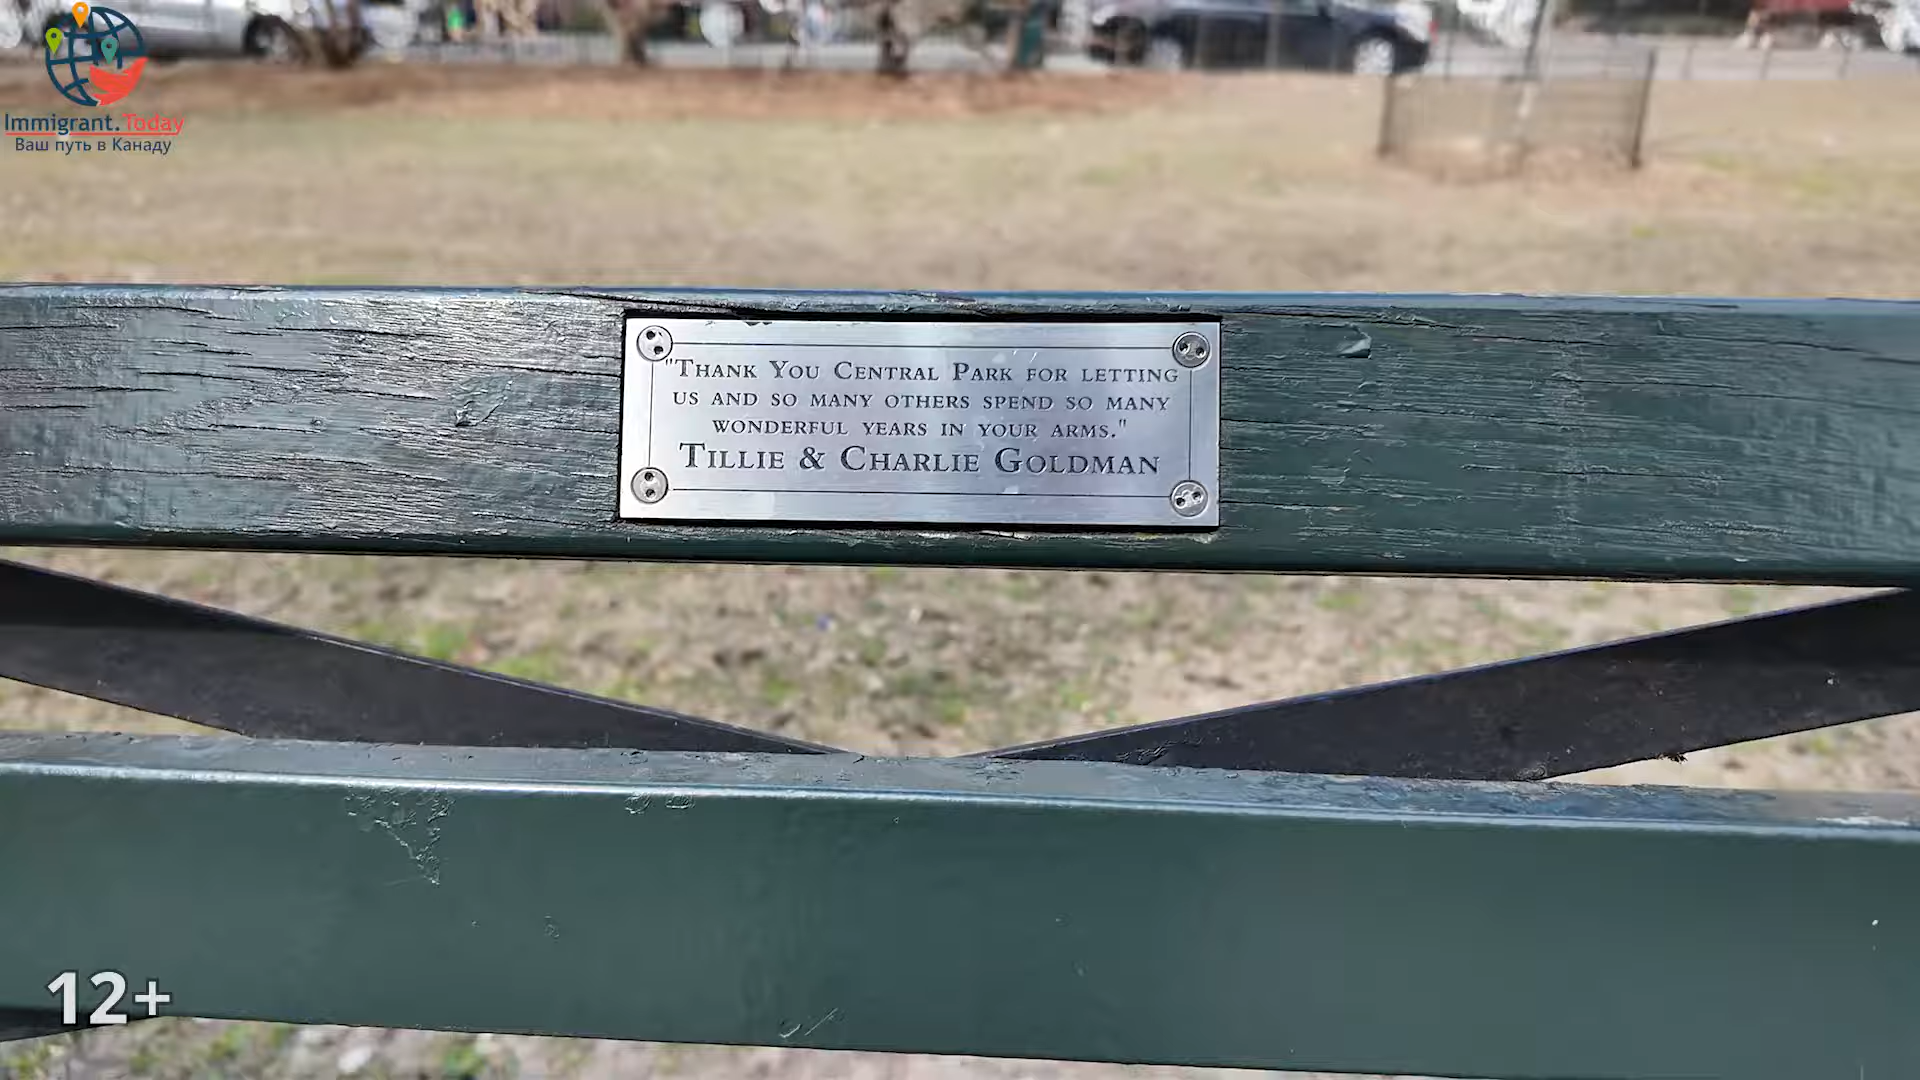 Immigrant.Today
Ваш путь в Канаду
"Thank You Central Park for letting
us and so many others spend so many
wonderful years in your arms."
Tillie & Charlie Goldman
12+